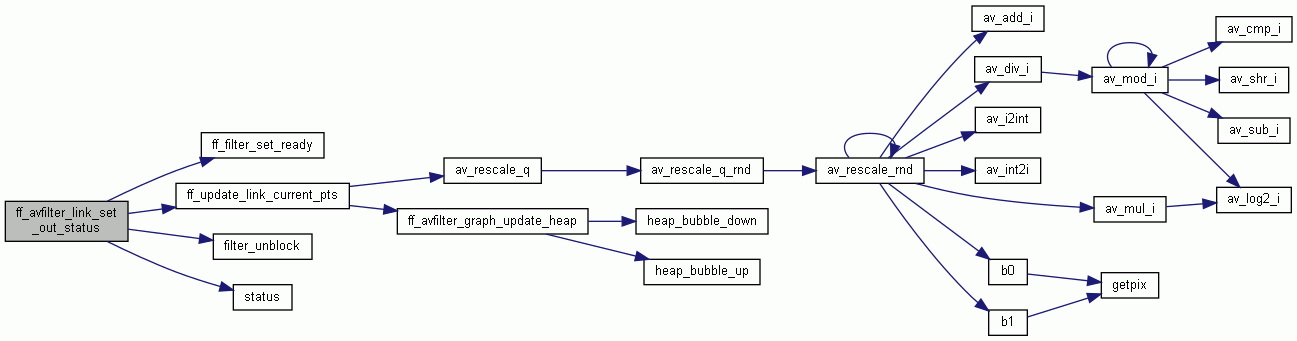 ff_avfilter_link_set
_out_status
ff_filter_set_ready
ff_update_link_current_pts
filter_unblock
status
av_rescale_q
ff_avfilter_graph_update_heap
av_rescale_q_rnd
heap_bubble_down
heap_bubble_up
av_rescale_rnd
av_add_i
av_div_i
av_i2int
av_int2i
av_mul_i
b0
b1
av_mod_i
getpix
av_cmp_i
av_shr_i
av_sub_i
av_log2_i